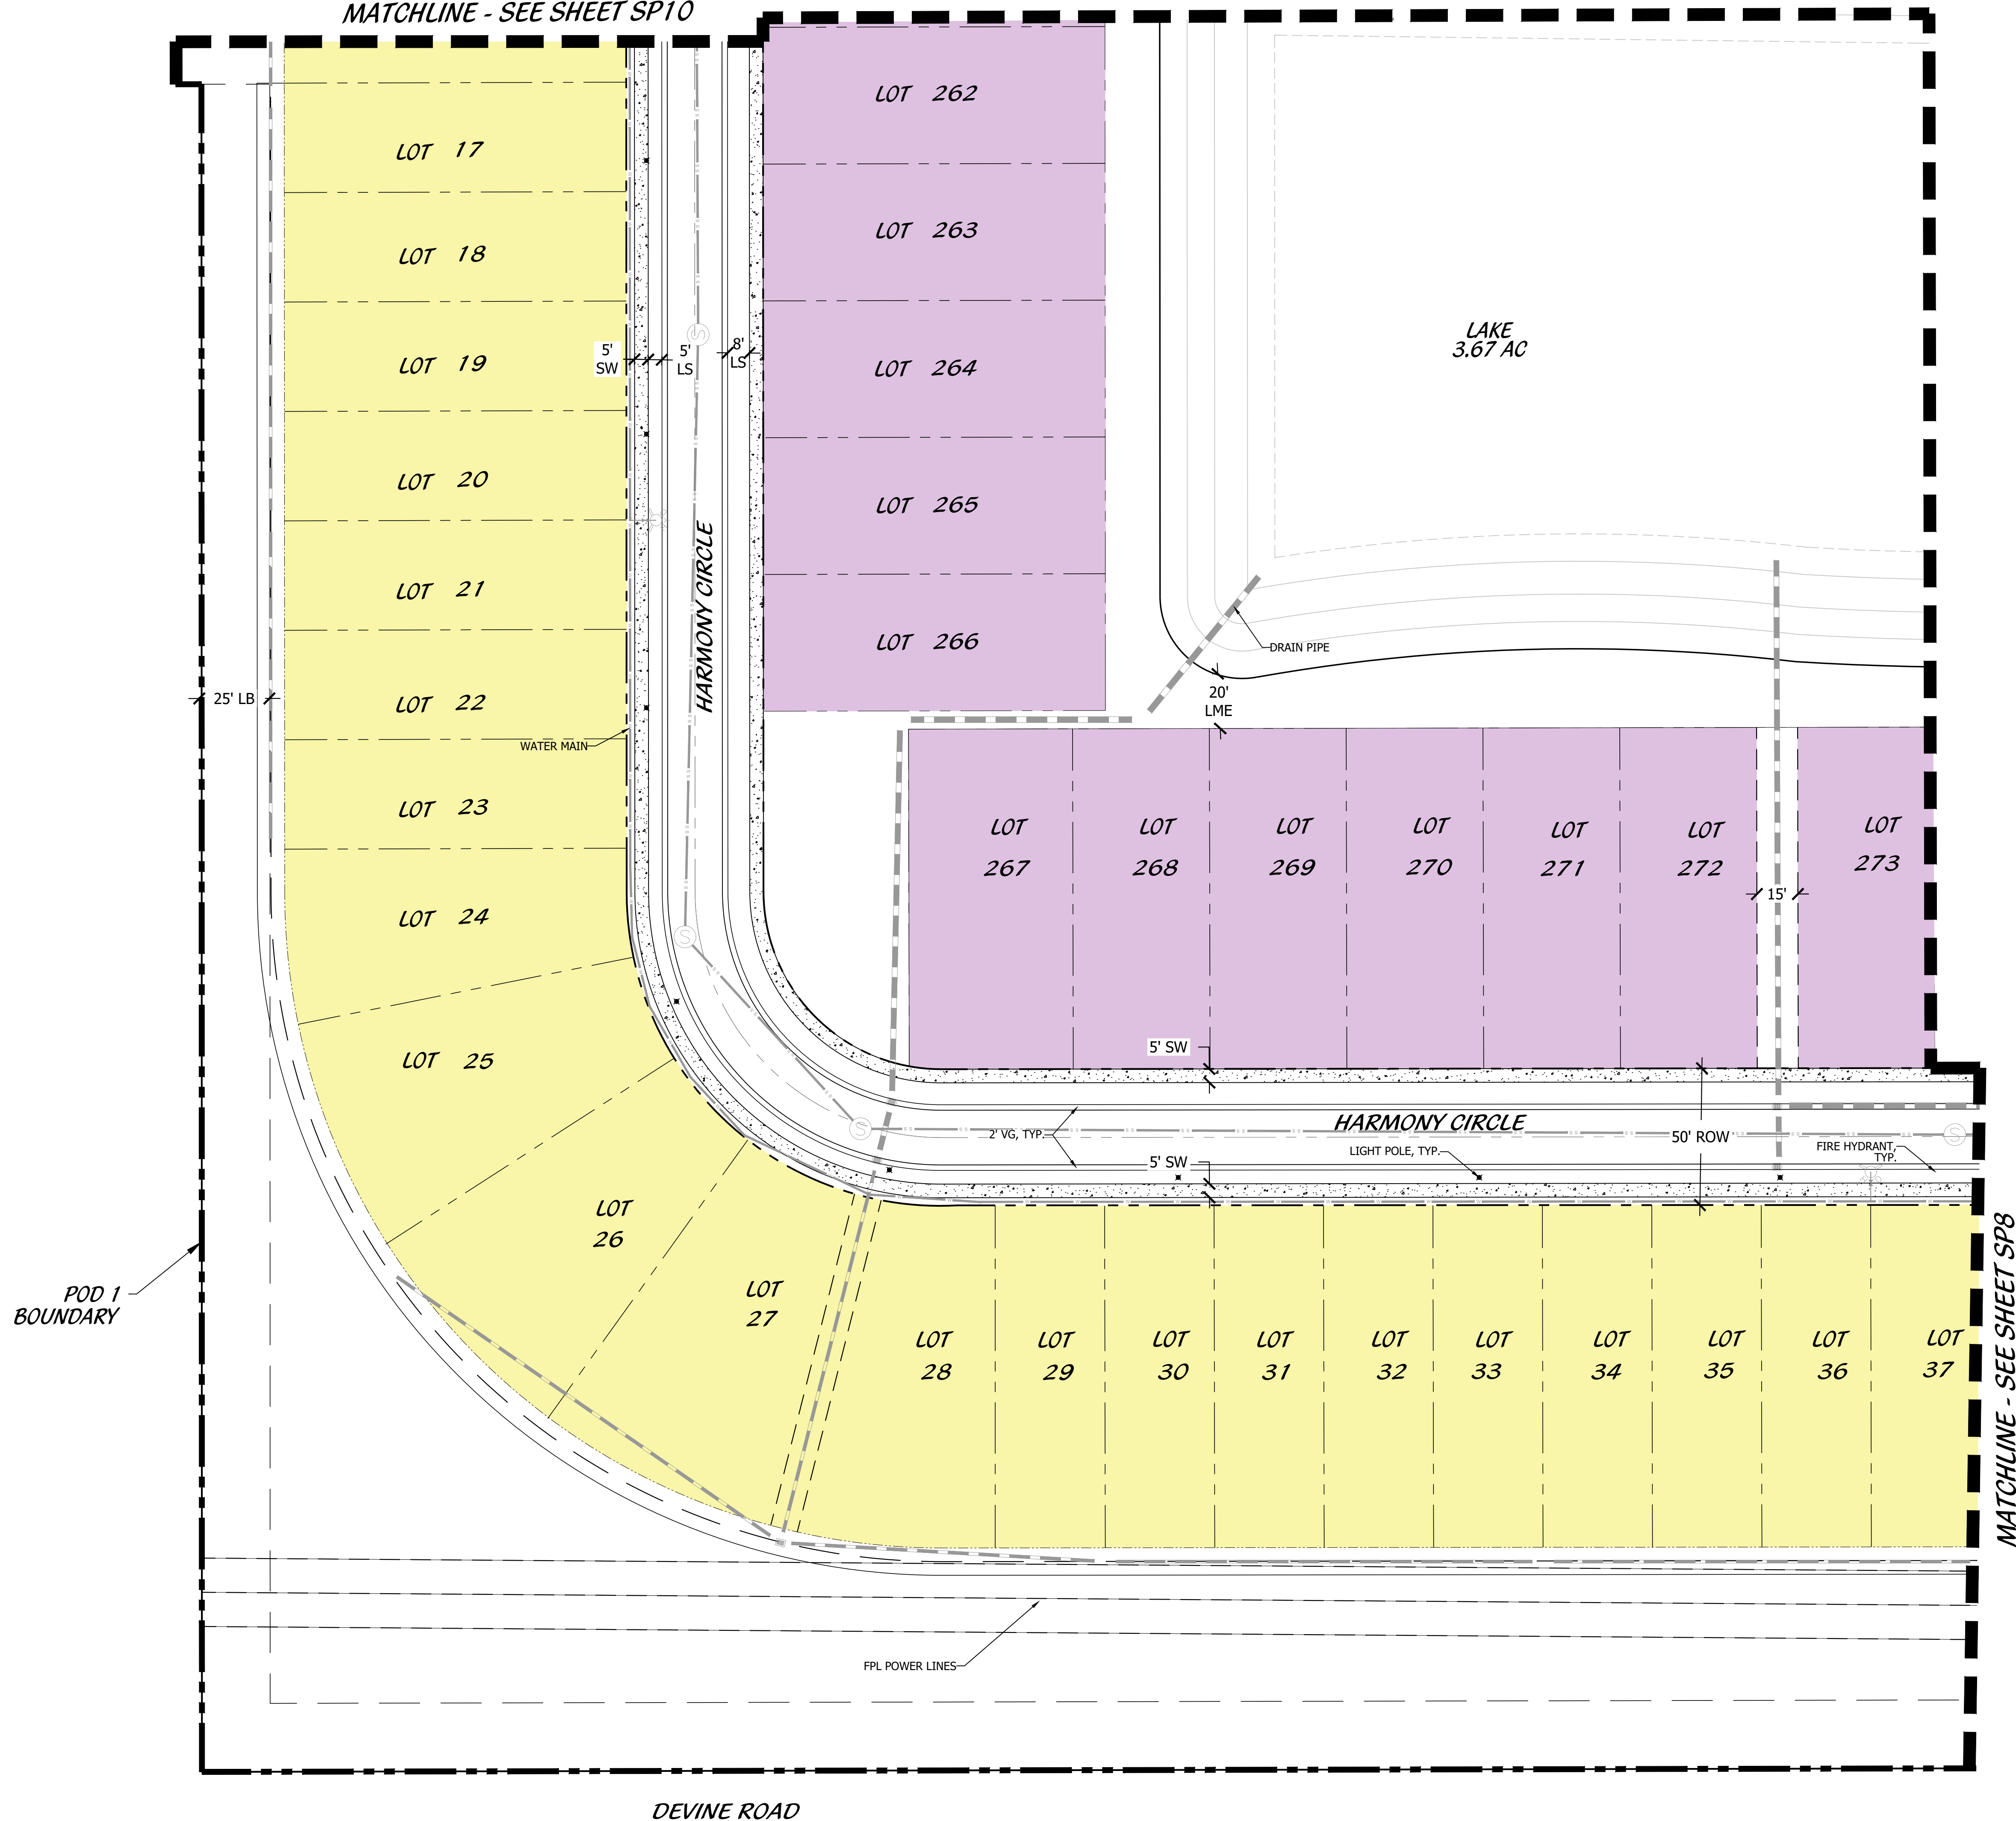 MATCHLINE - SEE SHEET SP10
LOT 17
LOT 18
LOT 19
LOT 20
LOT 21
LOT 22
LOT 23
LOT 24
LOT 25
LOT
26
LOT
27
LOT
28
LOT
29
LOT
30
LOT
31
LOT
32
LOT
33
LOT
34
LOT
35
LOT
36
LOT
37
LOT 262
LOT 263
LOT 264
LOT 265
LOT 266
LOT
267
LOT
268
LOT
269
LOT
270
LOT
271
LOT
272
LOT
273
LAKE
3.67 AC
5'
SW
5'
LS
8'
LS
HARMONY CIRCLE
25' LB
WATER MAIN
DRAIN PIPE
20'
LME
15'
5' SW
HARMONY CIRCLE
2' VG, TYP.
5' SW
LIGHT POLE, TYP.
50' ROW
FIRE HYDRANT,
TYP.
S
S
S
S
POD 1
BOUNDARY
MATCHLINE - SEE SHEET SP8
FPL POWER LINES
DEVINE ROAD